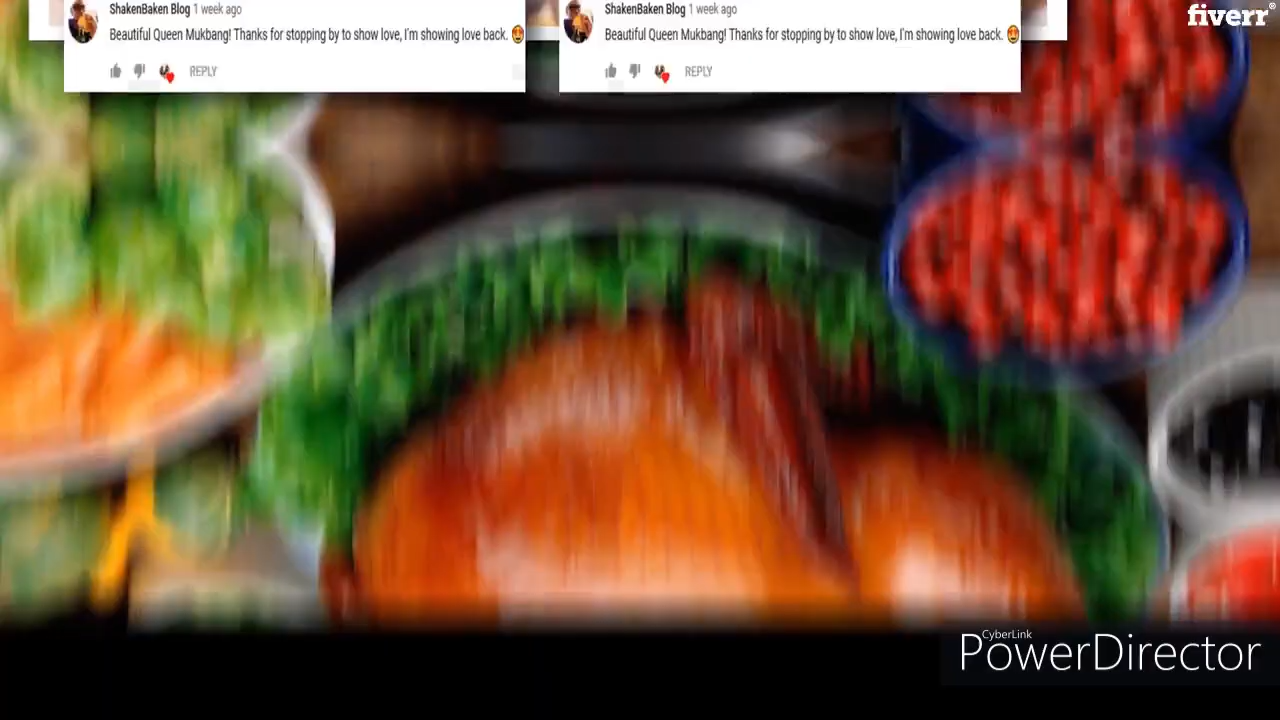 ShakenBaken Blog 1 week ago
Beautiful Queen Mukbang! Thanks for stopping by to show love, I'm showing love back. 😍
REPLY
ShakenBaken Blog 1 week ago
Beautiful Queen Mukbang! Thanks for stopping by to show love, I'm showing love back. 😍
REPLY
fiverr®
CyberLink
PowerDirector